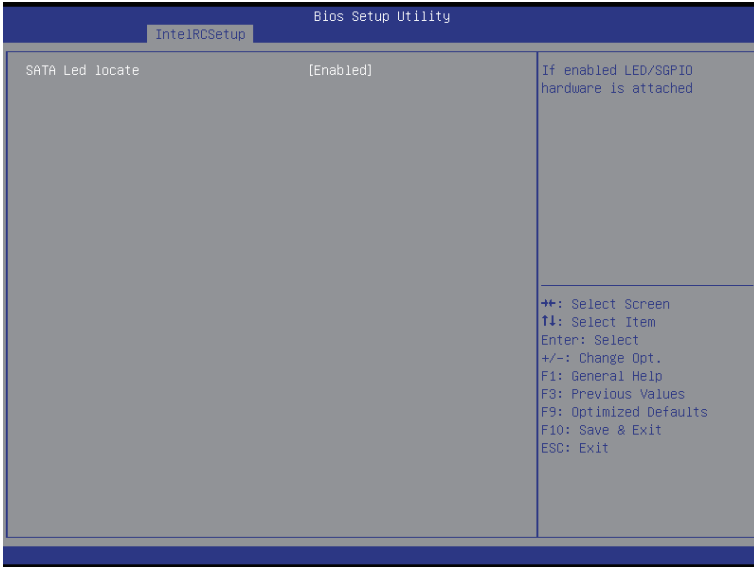 Bios Setup Utility
IntelRCSetup
SATA Led locate [Enabled]
If enabled LED/SGPIO
hardware is attached
→←: Select Screen
↑↓: Select Item
Enter: Select
+/-: Change Opt.
F1: General Help
F3: Previous Values
F9: Optimized Defaults
F10: Save & Exit
ESC: Exit